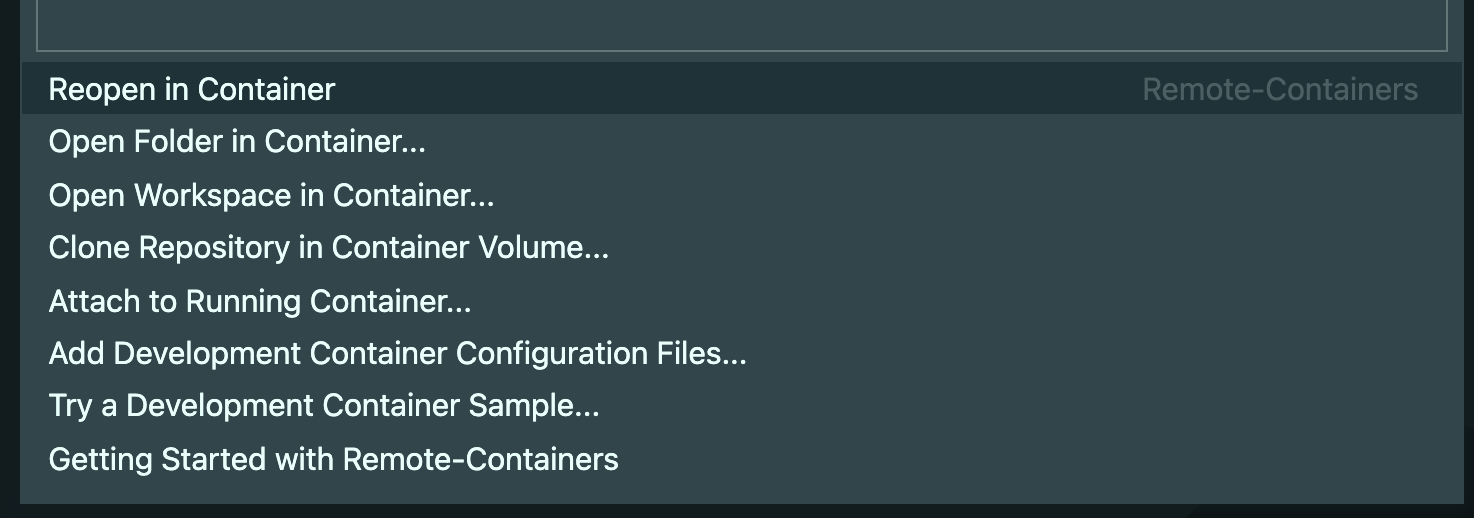 Reopen in Container Remote-Containers
Open Folder in Container...
Open Workspace in Container...
Clone Repository in Container Volume...
Attach to Running Container...
Add Development Container Configuration Files...
Try a Development Container Sample...
Getting Started with Remote-Containers